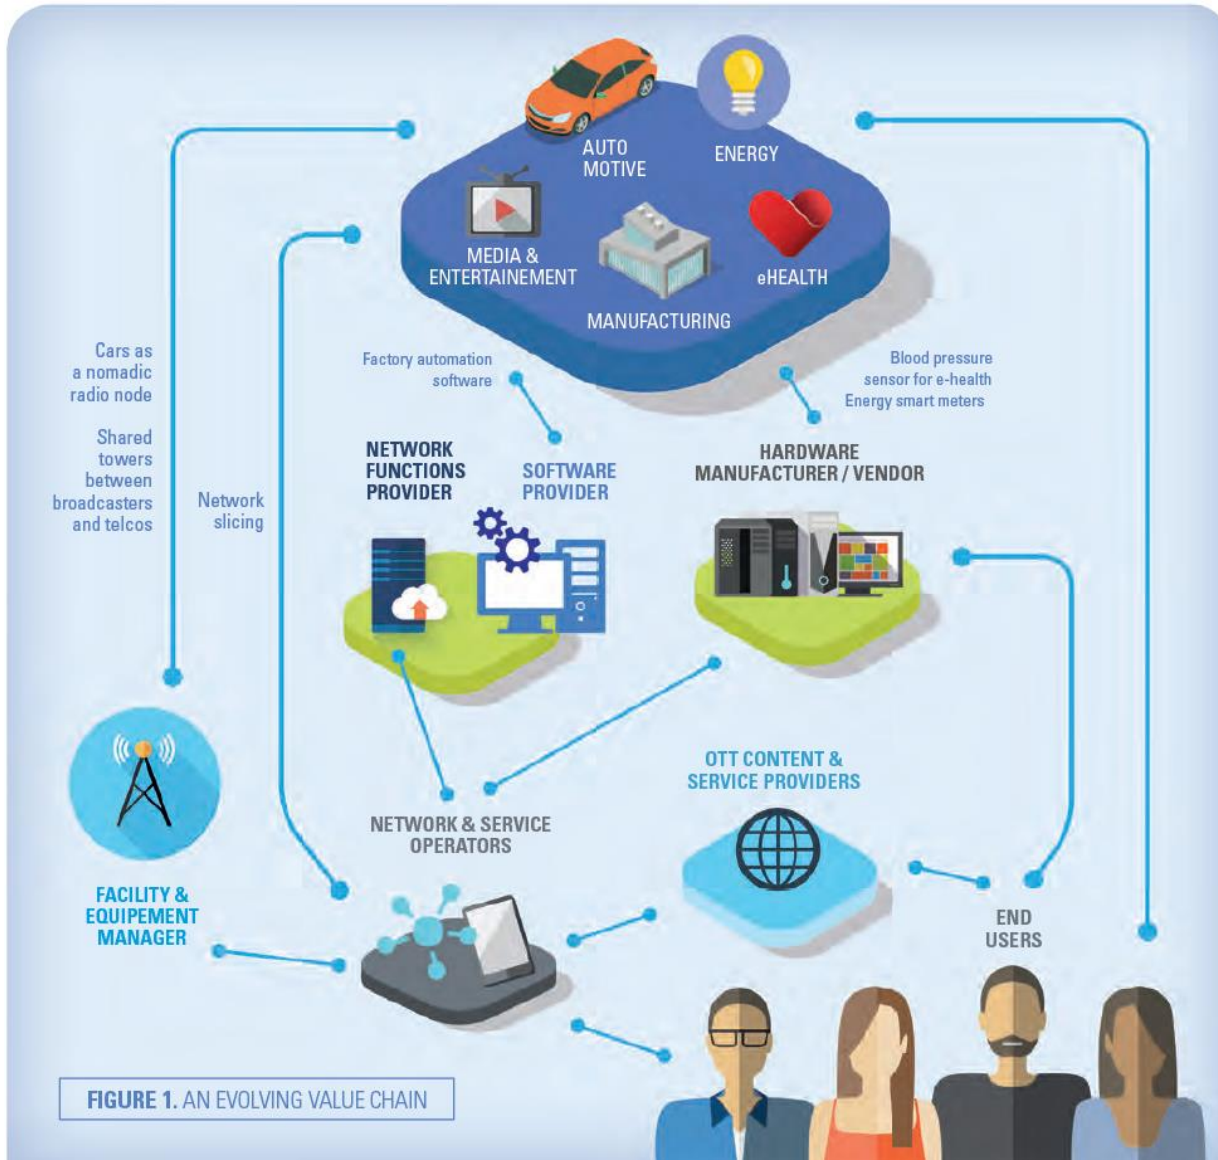 AUTO
MOTIVE
ENERGY
MEDIA &
ENTERTAINEMENT
eHEALTH
MANUFACTURING
Cars as
a nomadic
radio node
Shared
towers
between
broadcasters
and telcos
Network
slicing
Factory automation
software
Blood pressure
sensor for e-health
Energy smart meters
NETWORK
FUNCTIONS
PROVIDER
SOFTWARE
PROVIDER
HARDWARE
MANUFACTURER / VENDOR
OTT CONTENT &
SERVICE PROVIDERS
NETWORK & SERVICE
OPERATORS
FACILITY &
EQUIPEMENT
MANAGER
END
USERS
FIGURE 1. AN EVOLVING VALUE CHAIN